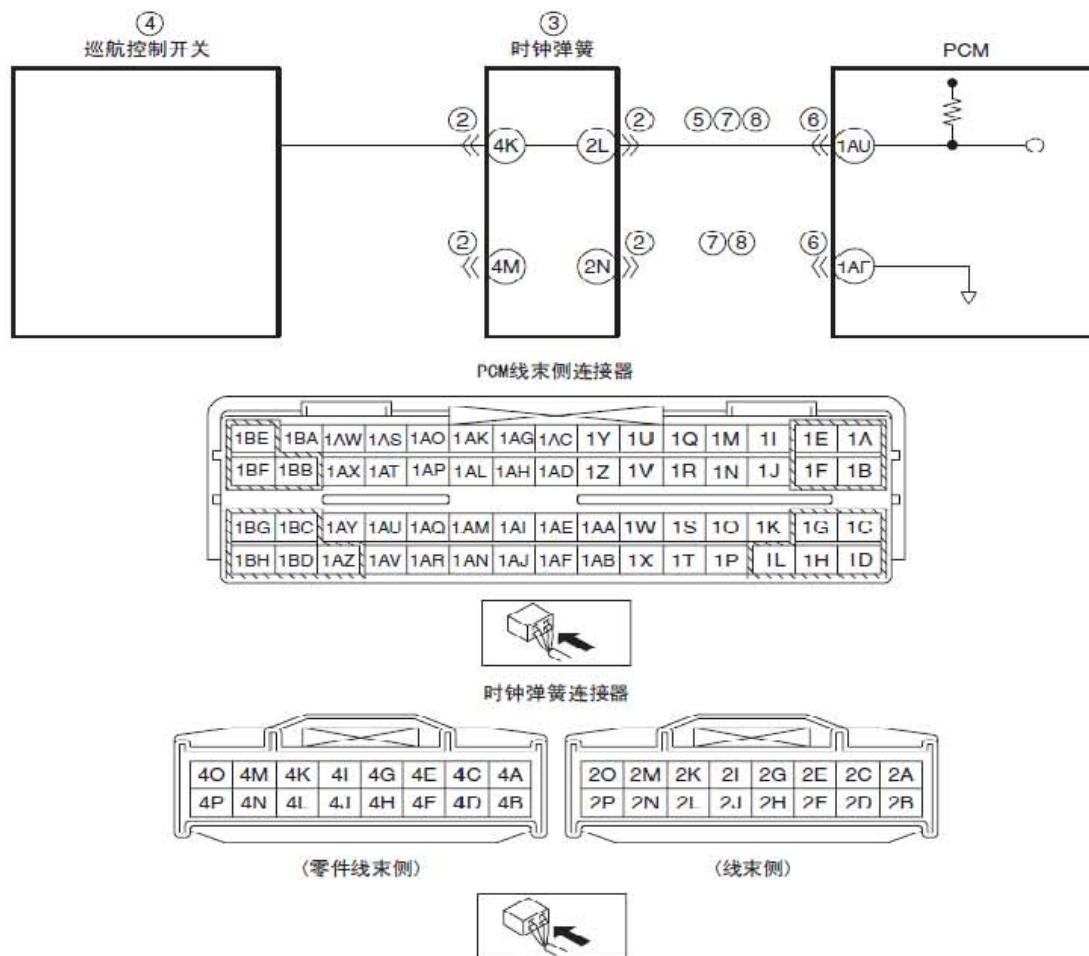 ④ ③
巡航控制开关 时钟弹簧 PCM
② ② ⑤⑦⑧ ⑥
4K 2L 1AU
② ② ⑦⑧ ⑥
4M 2N
PCM线束侧连接器
1BE 1BA 1AW 1AS 1AO 1AK 1AG 1AC 1Y 1U 1Q 1M 1I 1E 1A
1BF 1BB 1AX 1AT 1AP 1AL 1AH 1AD 1Z 1V 1R 1N 1J 1F 1B
1BG 1BC 1AY 1AU 1AQ 1AM 1AI 1AE 1AA 1W 1S 1O 1K 1G 1C
1BH 1BD 1AZ 1AV 1AR 1AN 1AJ 1AF 1AB 1X 1T 1P 1L 1H 1D
时钟弹簧连接器
4O 4M 4K 4I 4G 4E 4C 4A 2O 2M 2K 2I 2G 2E 2C 2A
4P 4N 4L 4J 4H 4F 4D 4B 2P 2N 2L 2J 2H 2F 2D 2B
(零件线束侧) (线束侧)